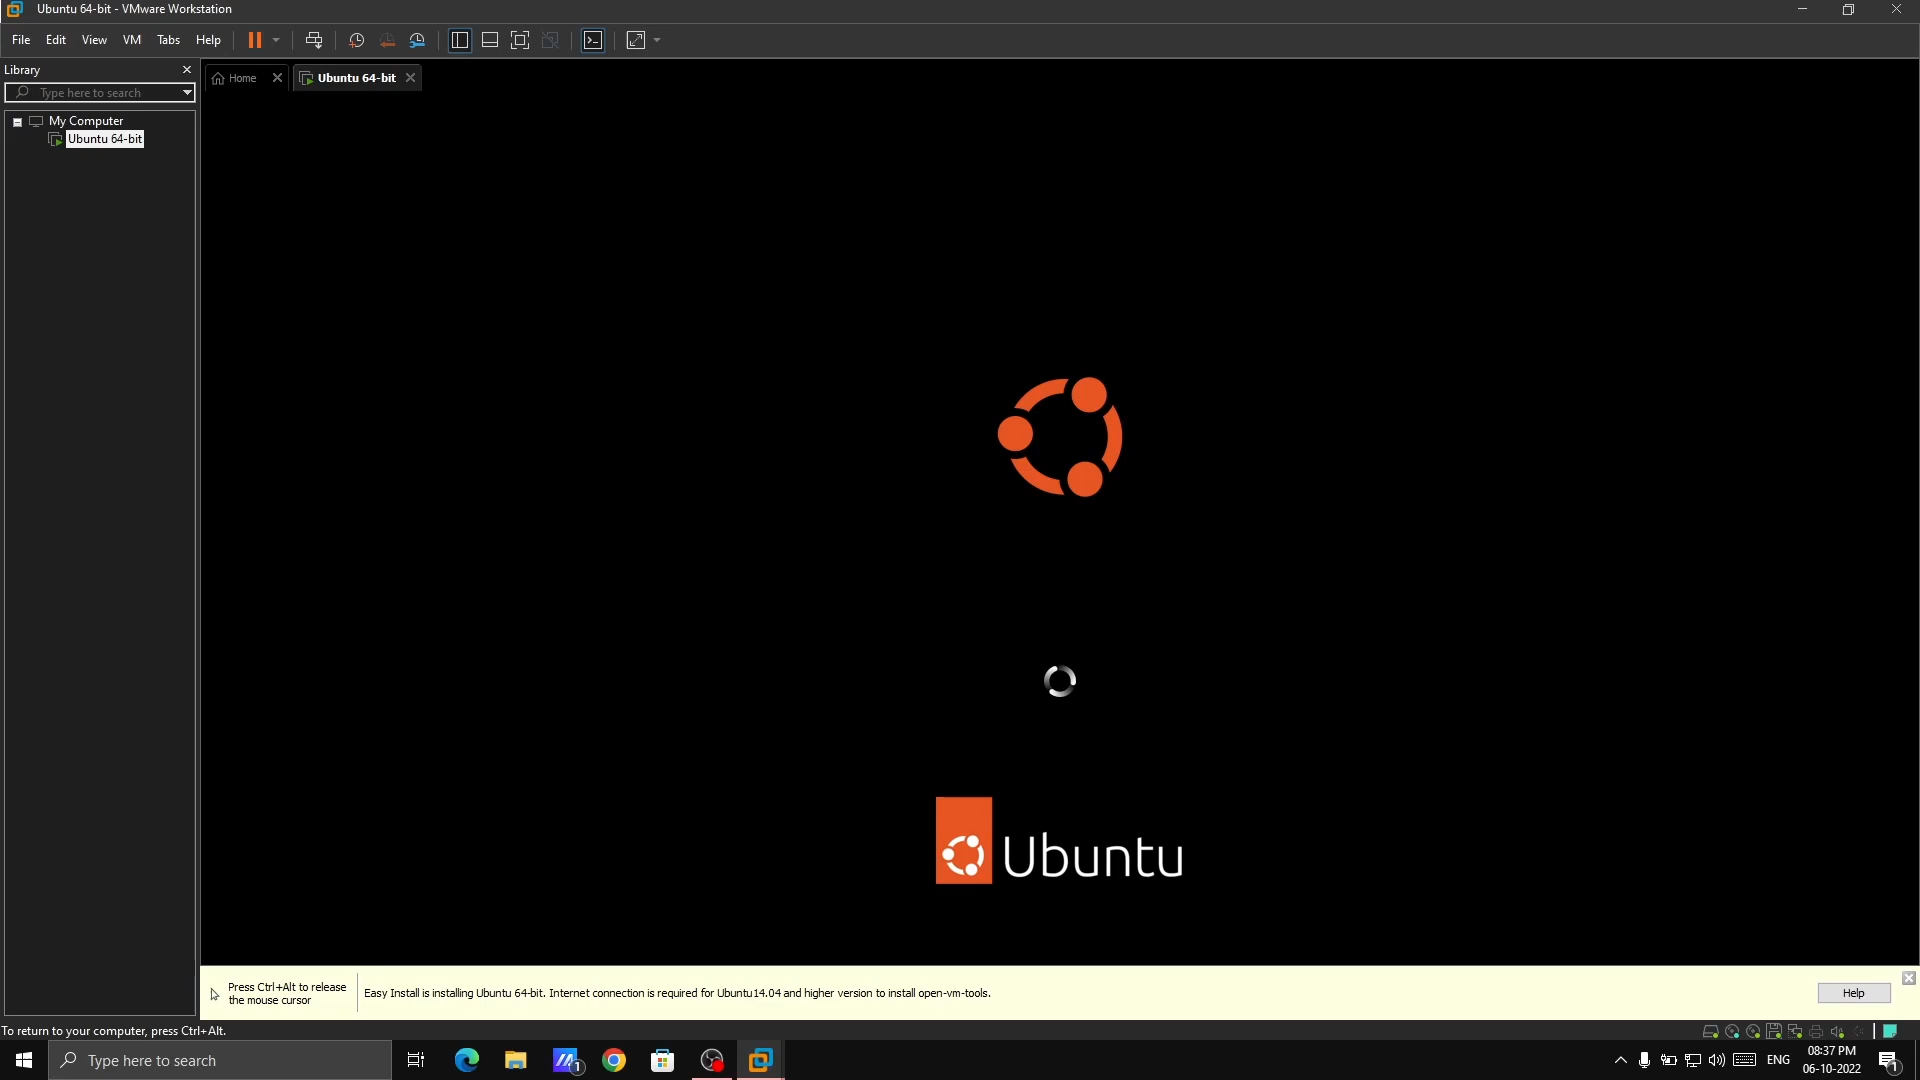 Ubuntu 64-bit - VMware Workstation
File Edit View VM Tabs Help
Library
Type here to search
My Computer
Ubuntu 64-bit
Home
Ubuntu 64-bit
Ubuntu
Press Ctrl+Alt to release
the mouse cursor
Easy Install is installing Ubuntu 64-bit. Internet connection is required for Ubuntu14.04 and higher version to install open-vm-tools.
Help
To return to your computer, press Ctrl+Alt.
Type here to search
1
ENG
08:37 PM
06-10-2022
1